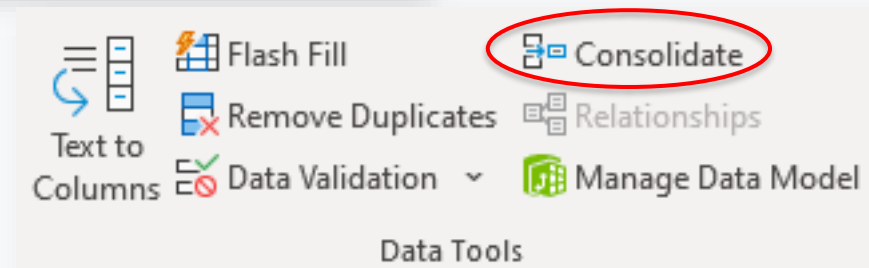 Text to
Columns
Flash Fill
Remove Duplicates
Data Validation
Consolidate
Relationships
Manage Data Model
Data Tools